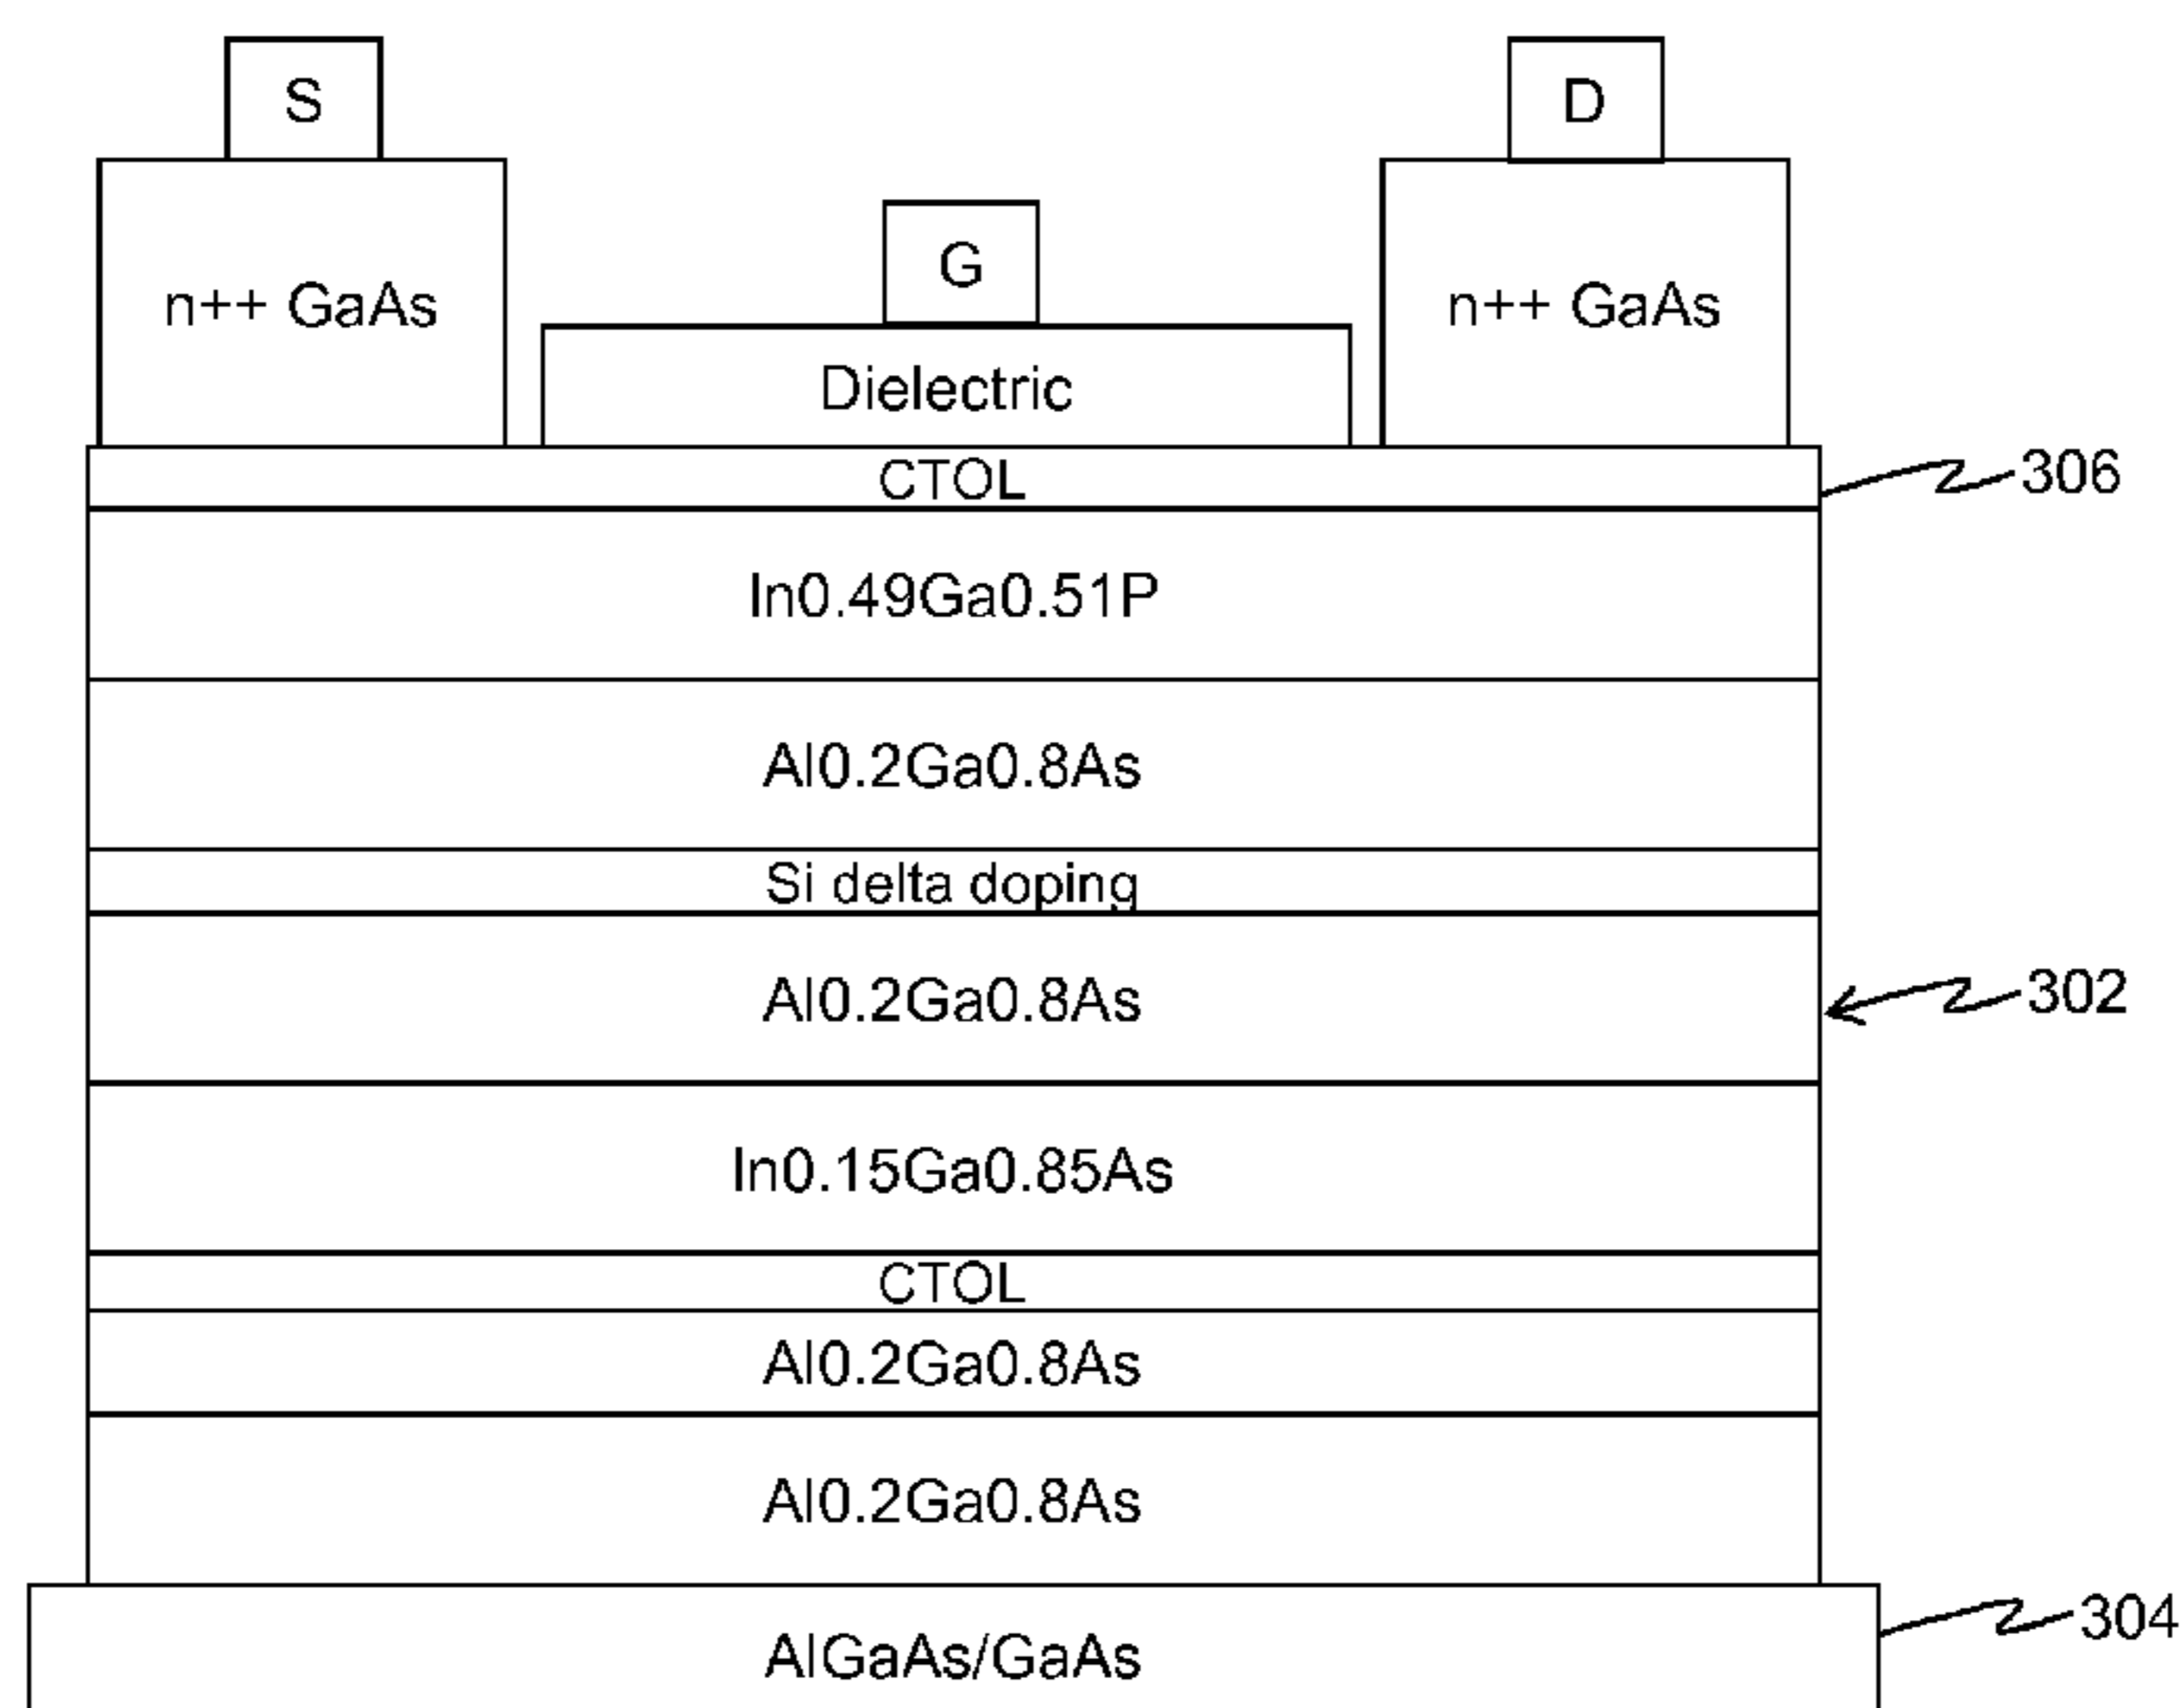 S
D
G
n++ GaAs
n++ GaAs
Dielectric
CTOL
306
In0.49Ga0.51P
Al0.2Ga0.8As
Si delta doping
Al0.2Ga0.8As
302
In0.15Ga0.85As
CTOL
Al0.2Ga0.8As
Al0.2Ga0.8As
304
AlGaAs/GaAs